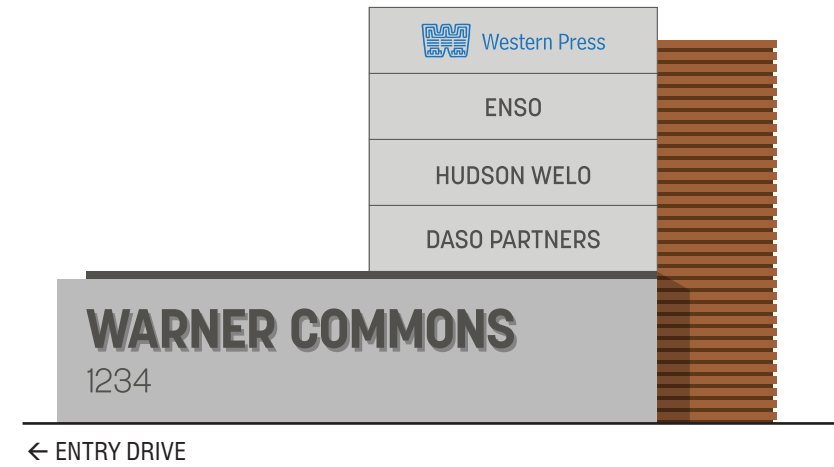 Western Press
ENSO
HUDSON WELO
DASO PARTNERS
WARNER COMMONS
1234
← ENTRY DRIVE